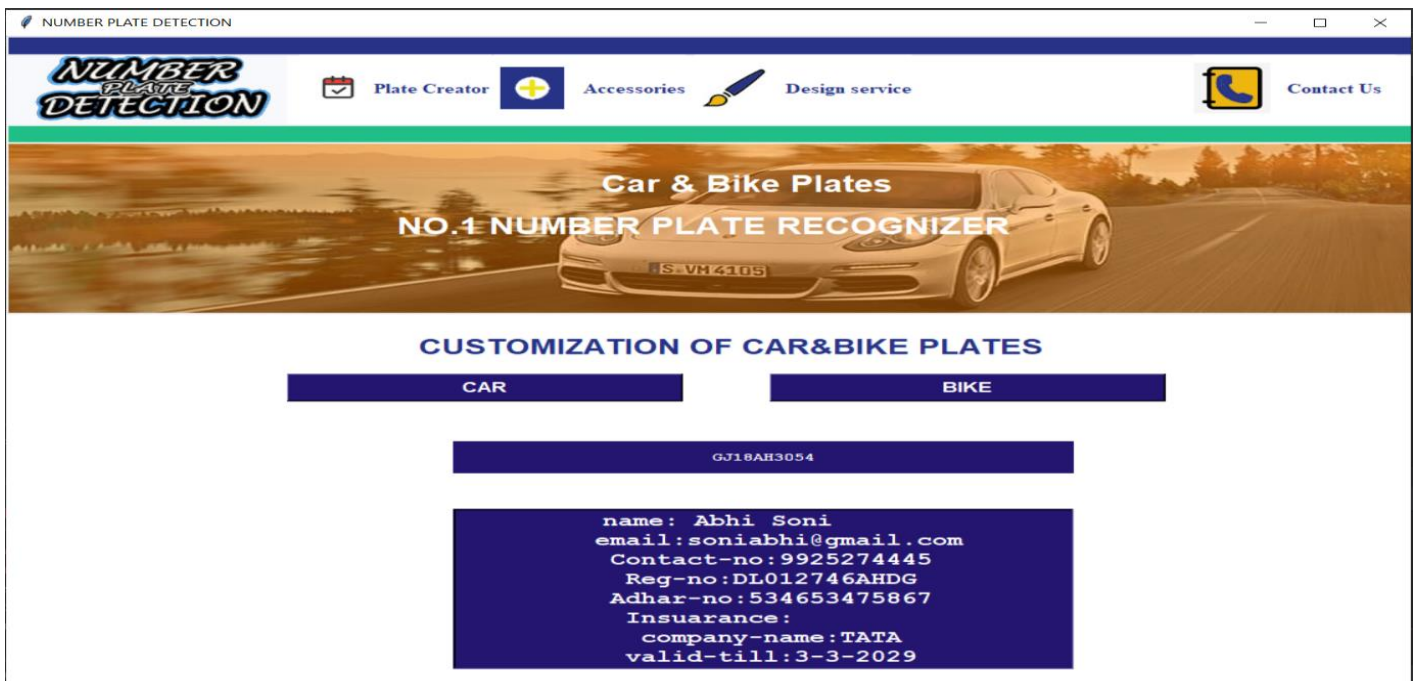 NUMBER PLATE DETECTION
NUMBER
PLATE
DETECTION
Plate Creator
Accessories
Design service
Contact Us
Car & Bike Plates
NO.1 NUMBER PLATE RECOGNIZER
S VM 4105
CUSTOMIZATION OF CAR&BIKE PLATES
CAR
BIKE
GJ18AH3054
name: Abhi Soni
email:soniabhi@gmail.com
Contact-no:9925274445
Reg-no:DL012746AHDG
Adhar-no:534653475867
Insuarance:
company-name:TATA
valid-till:3-3-2029